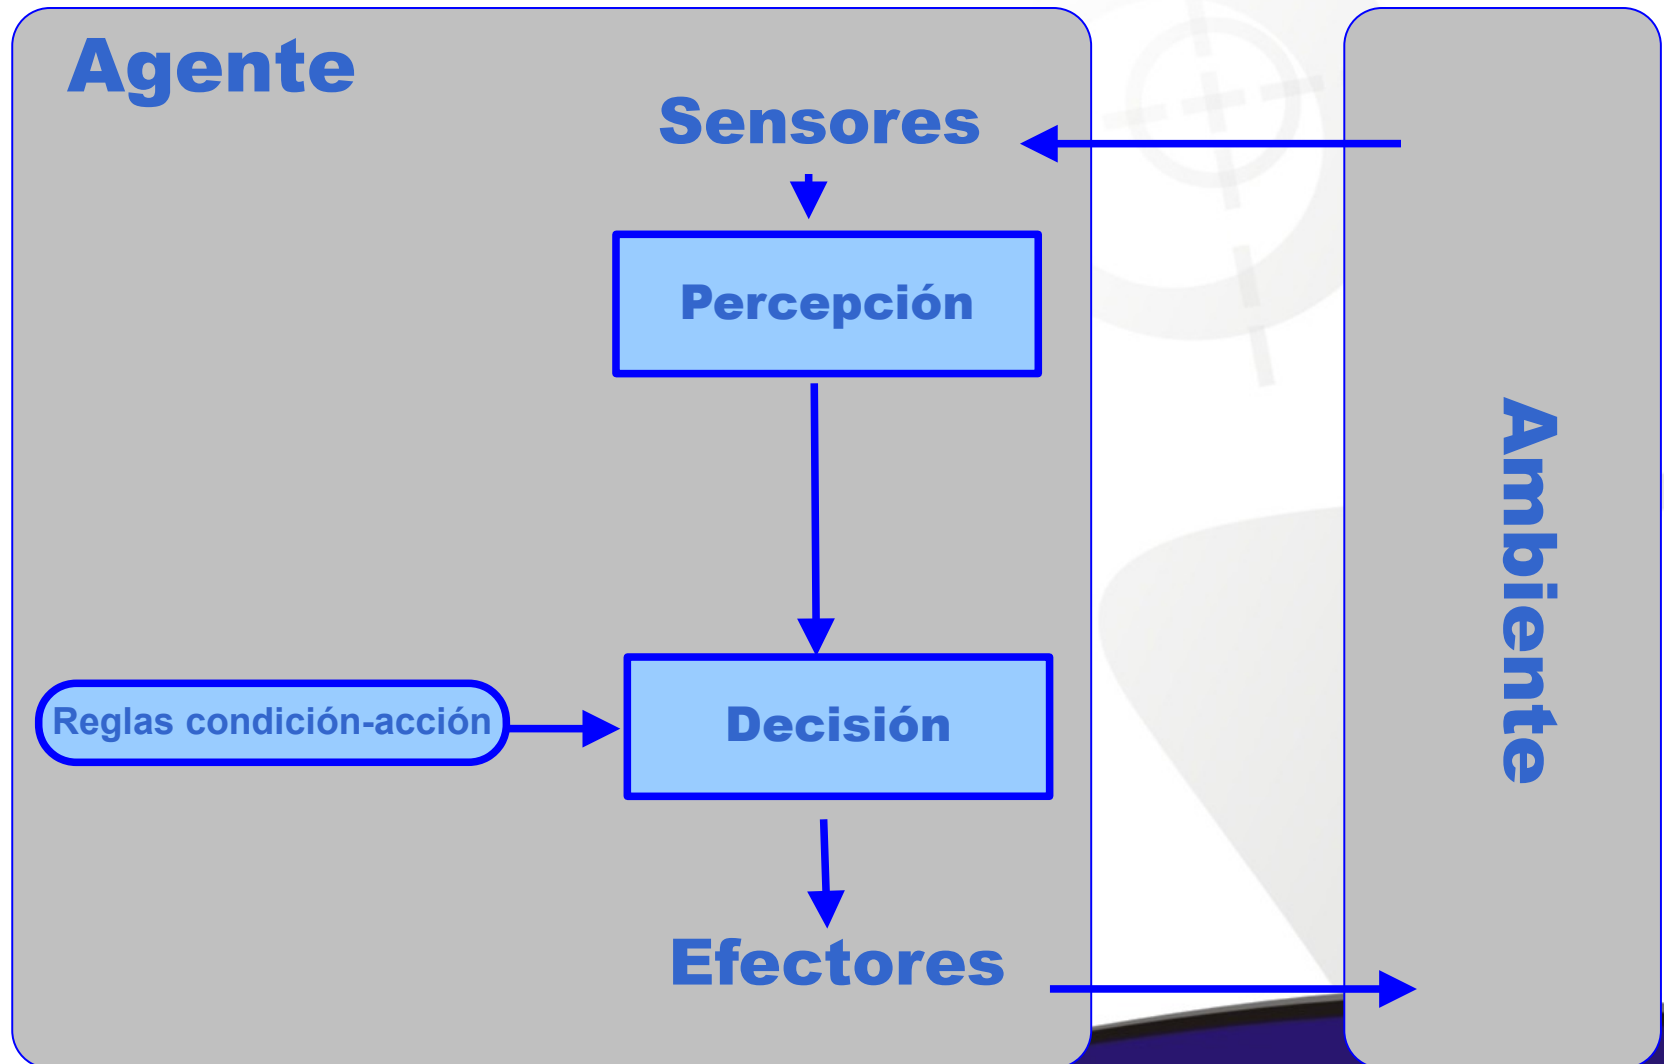 Agente
Sensores
Percepción
Reglas condición-acción
Decisión
Efectores
Ambiente